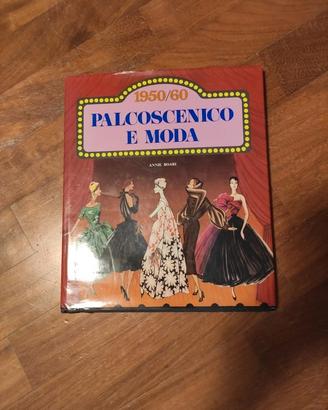 1950/60
PALCOSCENICO
E MODA
ANNIE BOARI